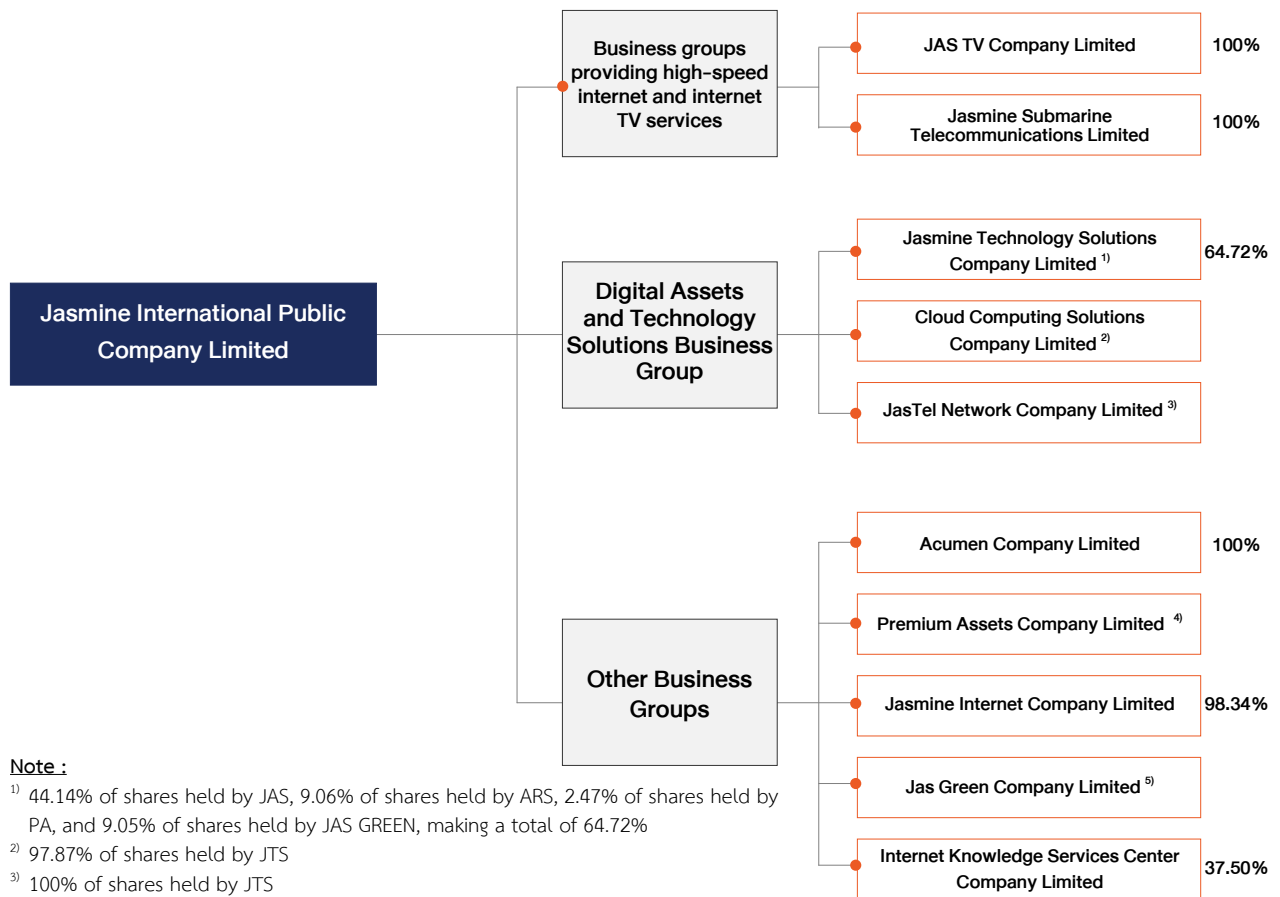 Jasmine International Public
Company Limited
Business groups
providing high-speed
internet and internet
TV services
JAS TV Company Limited
100%
Jasmine Submarine
Telecommunications Limited
100%
Digital Assets
and Technology
Solutions Business
Group
Jasmine Technology Solutions
Company Limited 1)
64.72%
Cloud Computing Solutions
Company Limited 2)
JasTel Network Company Limited 3)
Other Business
Groups
Acumen Company Limited
100%
Premium Assets Company Limited 4)
Jasmine Internet Company Limited
98.34%
Jas Green Company Limited 5)
Internet Knowledge Services Center
Company Limited
37.50%
Note :
1) 44.14% of shares held by JAS, 9.06% of shares held by ARS, 2.47% of shares held by
PA, and 9.05% of shares held by JAS GREEN, making a total of 64.72%
2) 97.87% of shares held by JTS
3) 100% of shares held by JTS